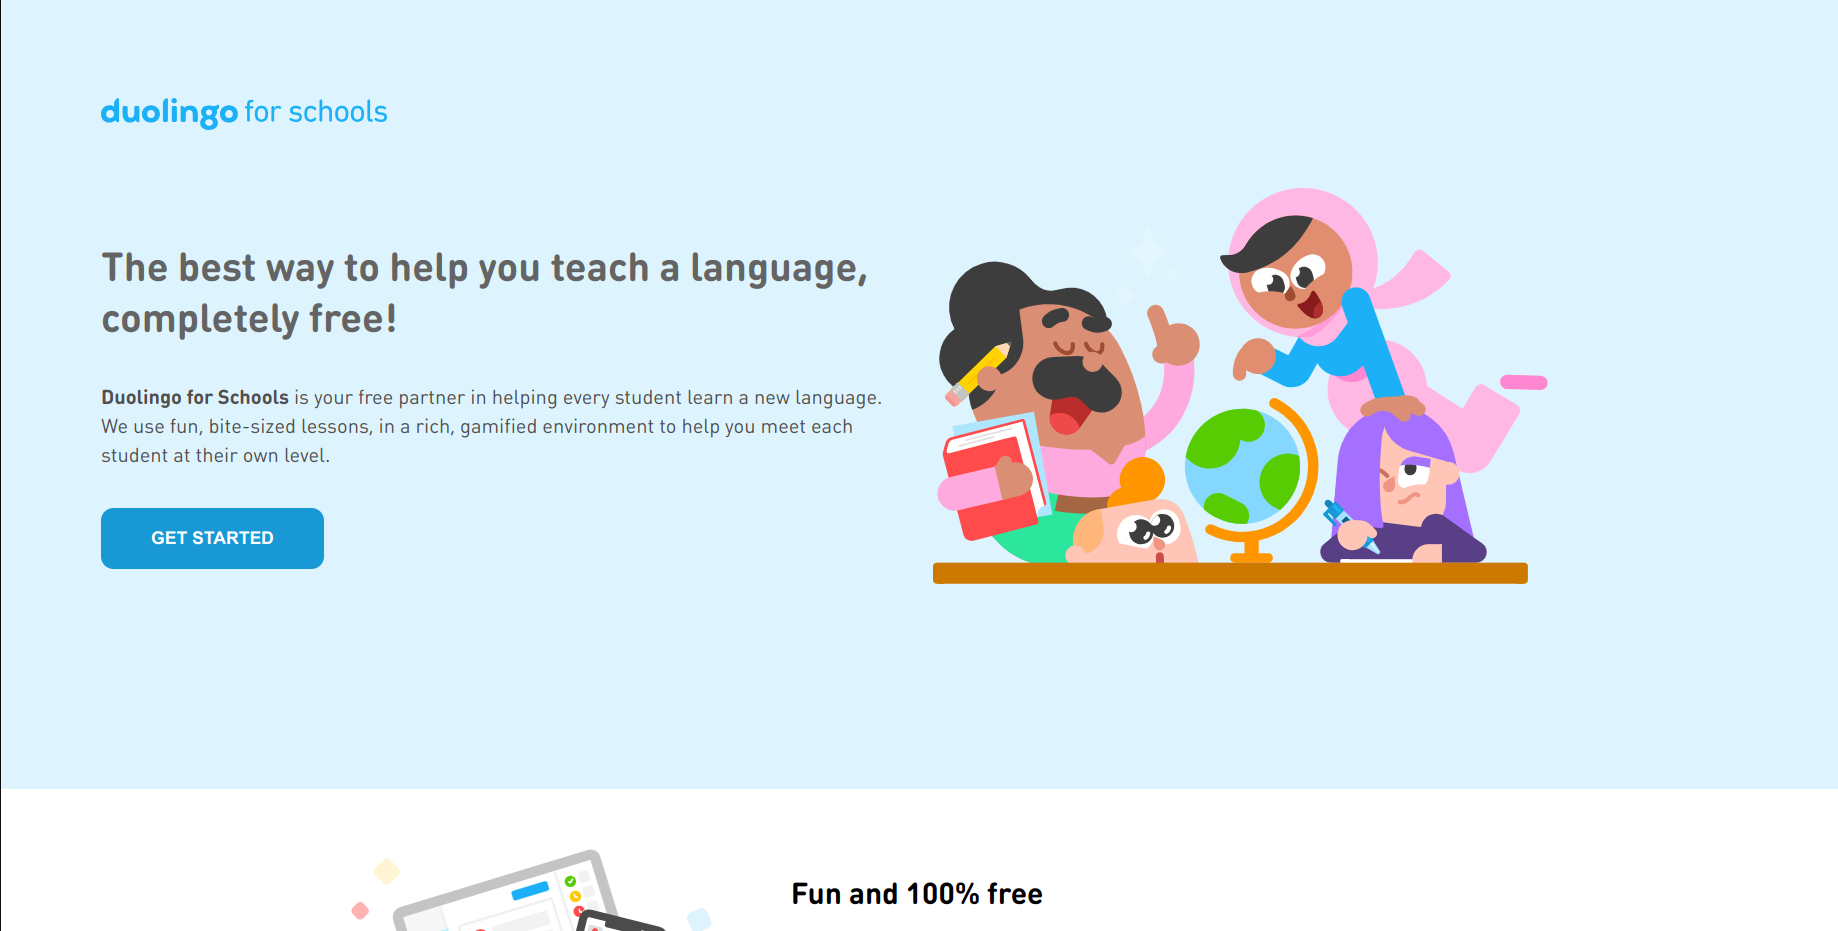 duolingo for schools
The best way to help you teach a language,
completely free!
Duolingo for Schools is your free partner in helping every student learn a new language.
We use fun, bite-sized lessons, in a rich, gamified environment to help you meet each
student at their own level.
GET STARTED
Fun and 100% free